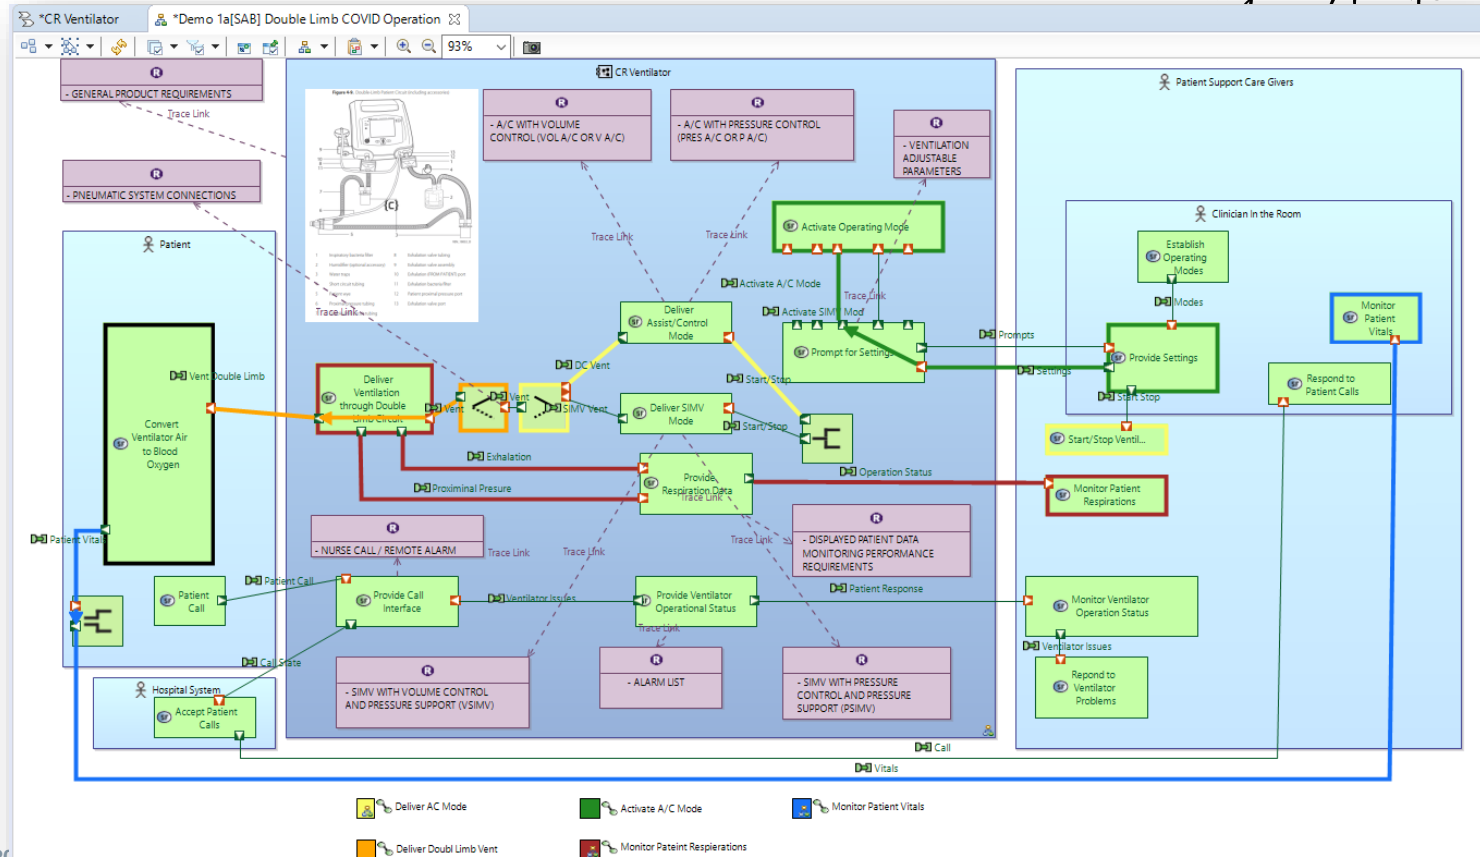 *CR Ventilator
*Demo 1a[SAB] Double Limb COVID Operation
93%
R
- GENERAL PRODUCT REQUIREMENTS
Trace Link
R
- PNEUMATIC SYSTEM CONNECTIONS
CR Ventilator
(c)
Trace Link
R
- A/C WITH VOLUME
CONTROL (VOL A/C OR V A/C)
R
- A/C WITH PRESSURE CONTROL
(PRES A/C OR P A/C)
R
- VENTILATION
ADJUSTABLE
PARAMETERS
Patient Support Care Givers
Clinician In the Room
Patient
Trace Link
Trace Link
Activate Operating Mode
Establish
Operating
Modes
Activate A/C Mode
Trace Link
Modes
Monitor
Patient
Vitals
Deliver
Assist/Control
Mode
Activate SIMV Mod
Prompt for Settings
Prompts
Provide Settings
Settings
Vent Double Limb
DC Vent
Start/Stop
Respond to
Patient Calls
Deliver
Ventilation
through Double
Limb Circuit
Vent
Vent
SIMV Vent
Deliver SIMV
Mode
Start/Stop
Start Stop
Convert
Ventilator Air
to Blood
Oxygen
Start/Stop Ventil...
Exhalation
Operation Status
Proximinal Presure
Provide
Respiration Data
Trace Link
Monitor Patient
Respirations
Patient Vitals
R
- NURSE CALL / REMOTE ALARM
Trace Link
Trace Link
Trace Link
R
- DISPLAYED PATIENT DATA
MONITORING PERFORMANCE
REQUIREMENTS
Patient Call
Patient
Call
Provide Call
Interface
Ventilator Issues
Provide Ventilator
Operational Status
Patient Response
Monitor Ventilator
Operation Status
Trace Link
Ventilator Issues
Call State
Hospital System
Accept Patient
Calls
R
- SIMV WITH VOLUME CONTROL
AND PRESSURE SUPPORT (VSIMV)
R
- ALARM LIST
R
- SIMV WITH PRESSURE
CONTROL AND PRESSURE
SUPPORT (PSIMV)
Repond to
Ventilator
Problems
Call
Vitals
Deliver AC Mode
Activate A/C Mode
Monitor Patient Vitals
Deliver Doubl Limb Vent
Monitor Pateint Respierations